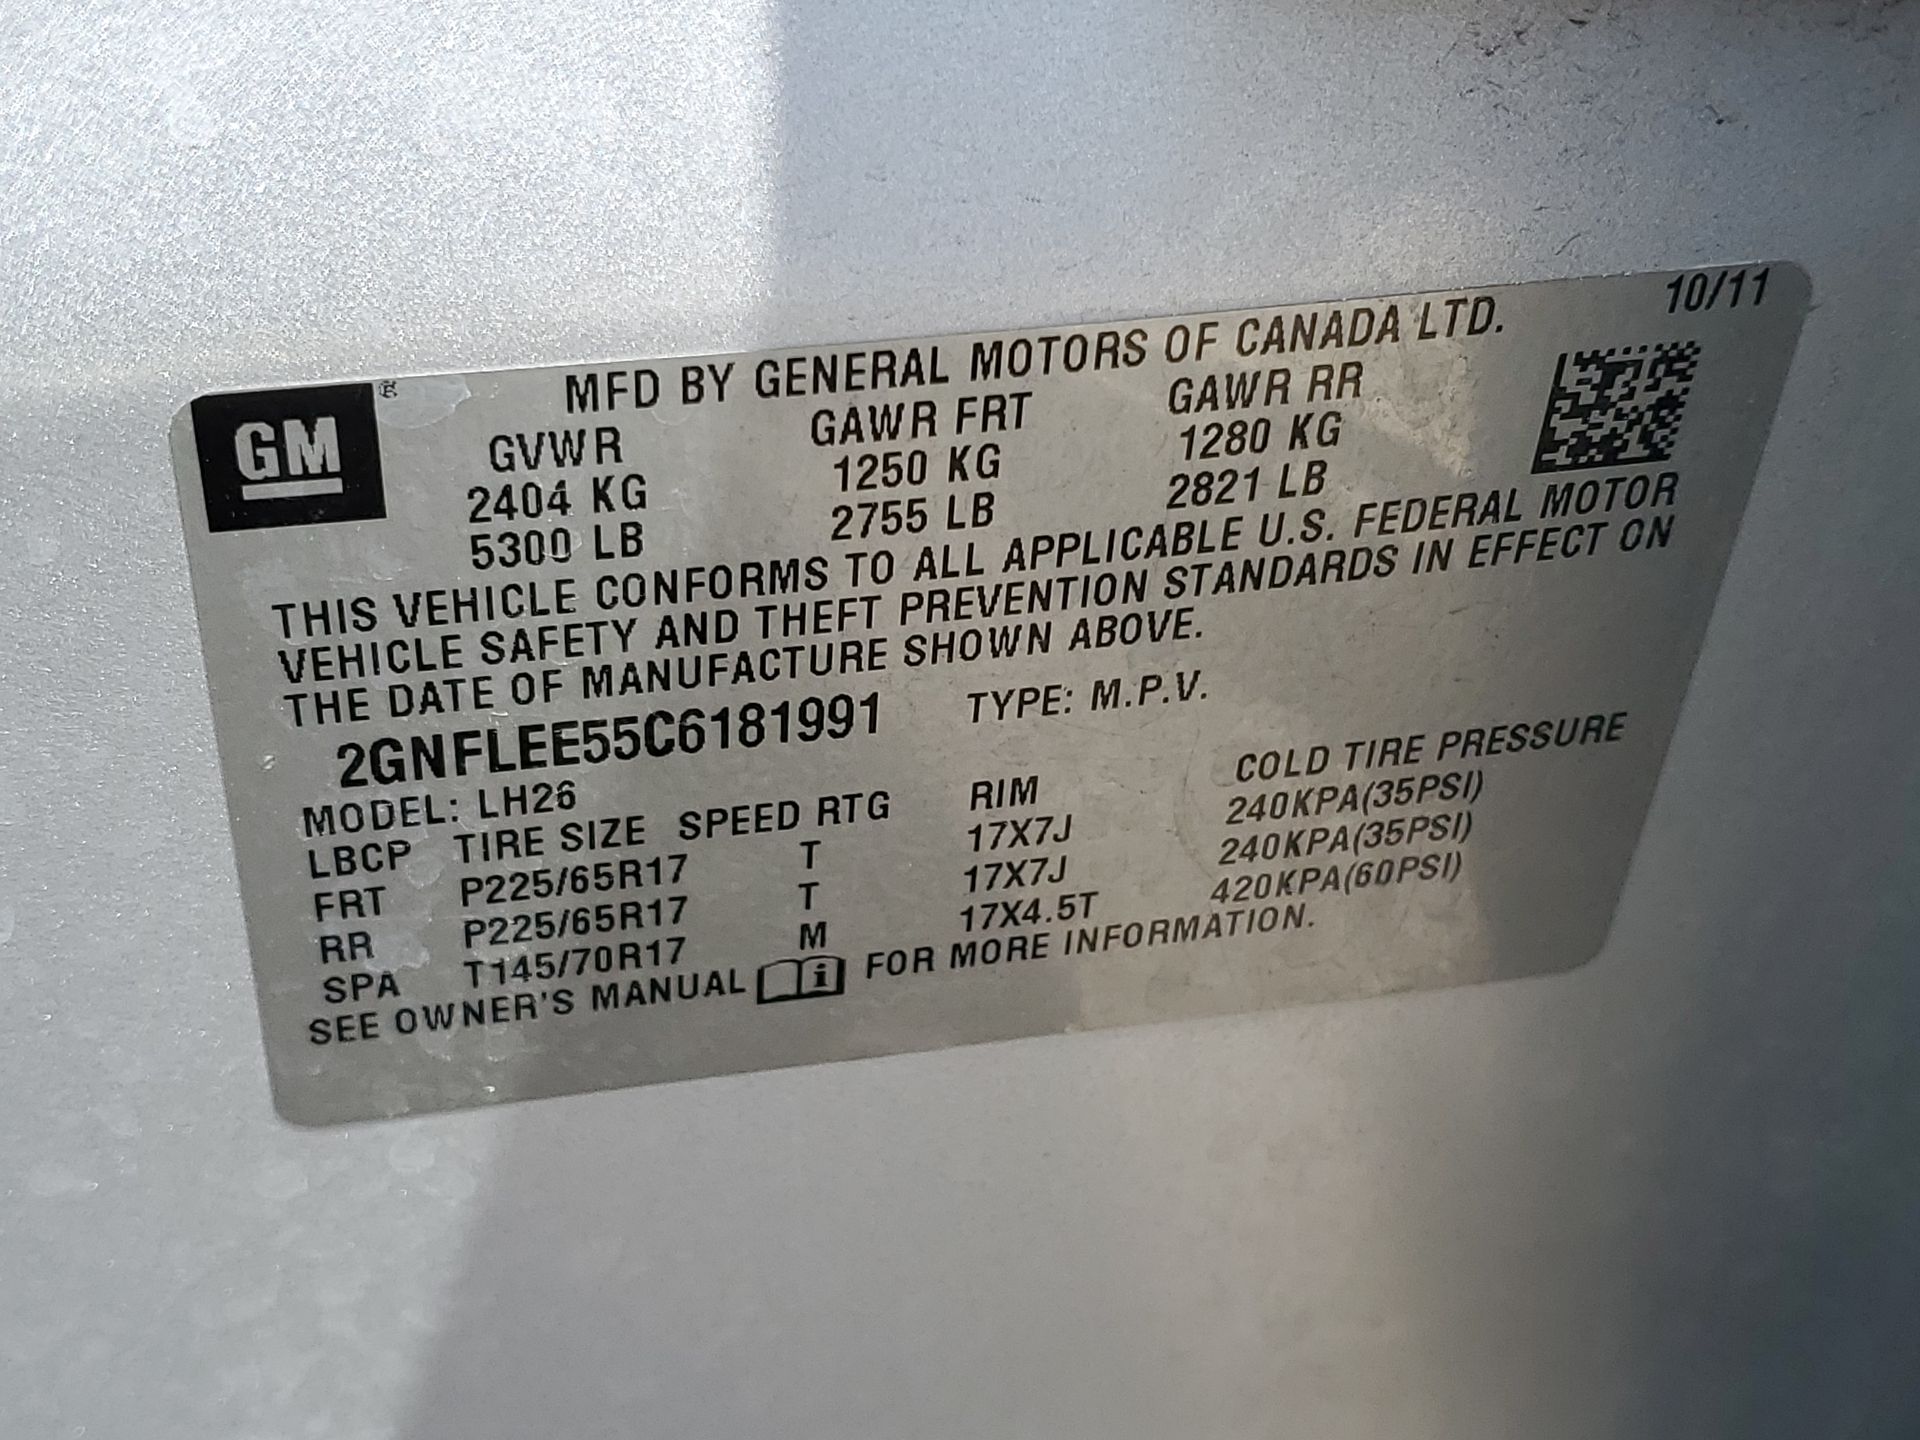 10/11
GM ®
MFD BY GENERAL MOTORS OF CANADA LTD.
GVWR GAWR FRT GAWR RR
2404 KG 1250 KG 1280 KG
5300 LB 2755 LB 2821 LB
THIS VEHICLE CONFORMS TO ALL APPLICABLE U.S. FEDERAL MOTOR
VEHICLE SAFETY AND THEFT PREVENTION STANDARDS IN EFFECT ON
THE DATE OF MANUFACTURE SHOWN ABOVE.
2GNFLEE55C6181991 TYPE: M.P.V.
MODEL: LH26
LBCP TIRE SIZE SPEED RTG RIM COLD TIRE PRESSURE
FRT P225/65R17 T 17X7J 240KPA(35PSI)
RR P225/65R17 T 17X7J 240KPA(35PSI)
SPA T145/70R17 M 17X4.5T 420KPA(60PSI)
SEE OWNER'S MANUAL i FOR MORE INFORMATION.